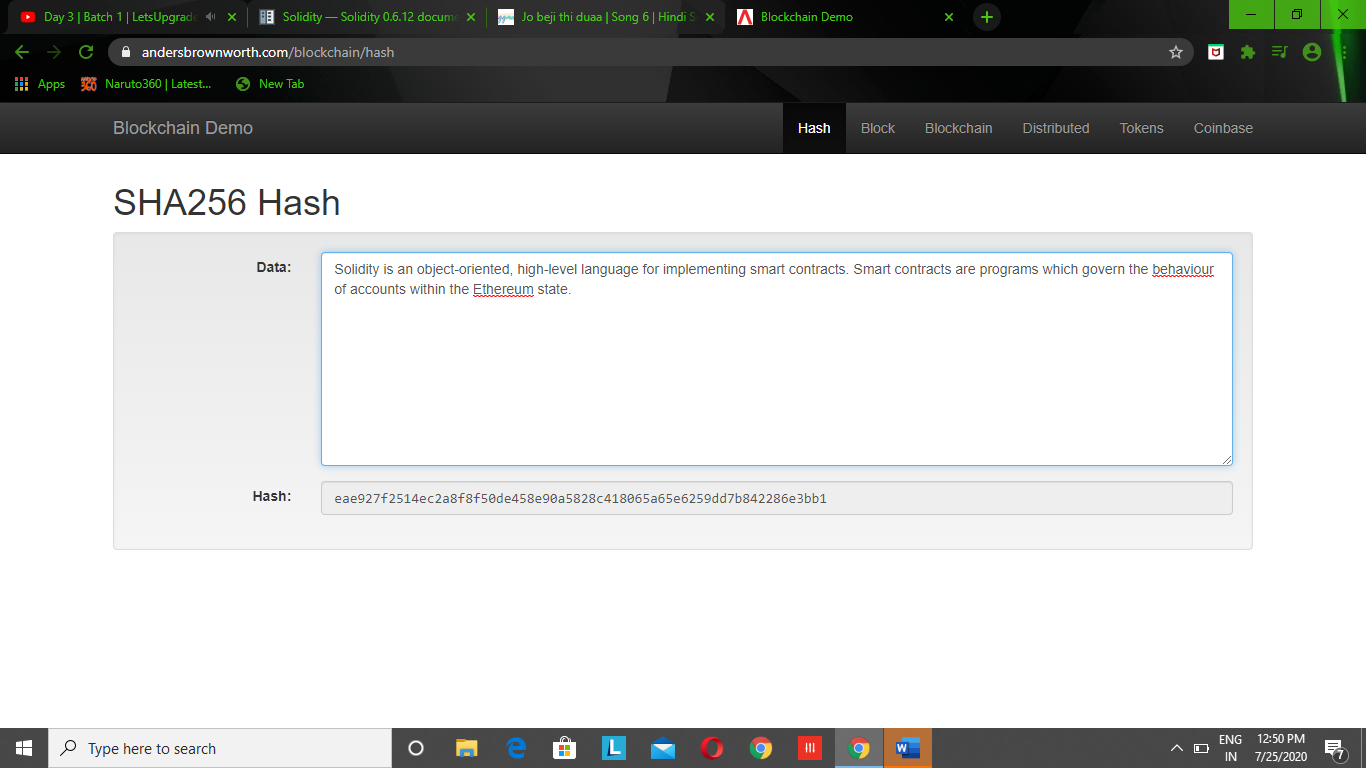 Day 3 | Batch 1 | LetsUpgrade
Solidity — Solidity 0.6.12 docume
Jo beji thi duaa | Song 6 | Hindi S
Blockchain Demo
andersbrownworth.com/blockchain/hash
Apps
Naruto360 | Latest...
New Tab
Blockchain Demo
Hash
Block
Blockchain
Distributed
Tokens
Coinbase
SHA256 Hash
Data:
Solidity is an object-oriented, high-level language for implementing smart contracts. Smart contracts are programs which govern the behaviour
of accounts within the Ethereum state.
Hash:
eae927f2514ec2a8f8f50de458e90a5828c418065a65e6259dd7b842286e3bb1
Type here to search
ENG
IN
12:50 PM
7/25/2020
7